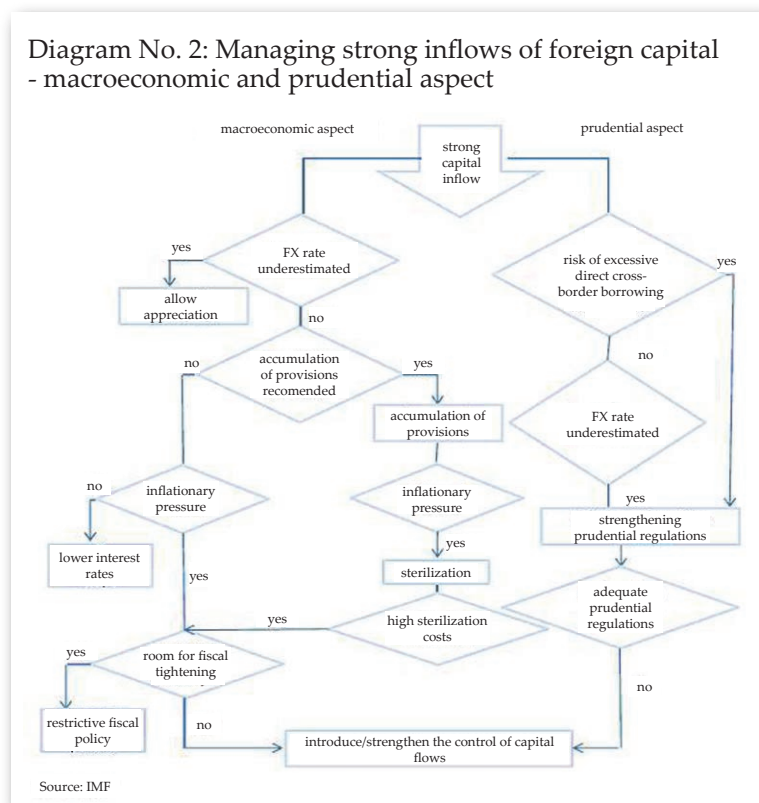 Diagram No. 2: Managing strong inflows of foreign capital
- macroeconomic and prudential aspect
macroeconomic aspect
prudential aspect
strong
capital
inflow
yes
FX rate
underestimated
risk of excessive
direct cross-
border borrowing
yes
allow
appreciation
no
no
accumulation
of provisions
recomended
yes
no
accumulation of
provisions
FX rate
underestimated
no
inflationary
pressure
inflationary
pressure
yes
strengthening
prudential regulations
lower interest
rates
yes
yes
sterilization
adequate
prudential
regulations
yes
high sterilization
costs
yes
room for fiscal
tightening
no
restrictive fiscal
policy
no
introduce/strengthen the control of capital
flows
Source: IMF